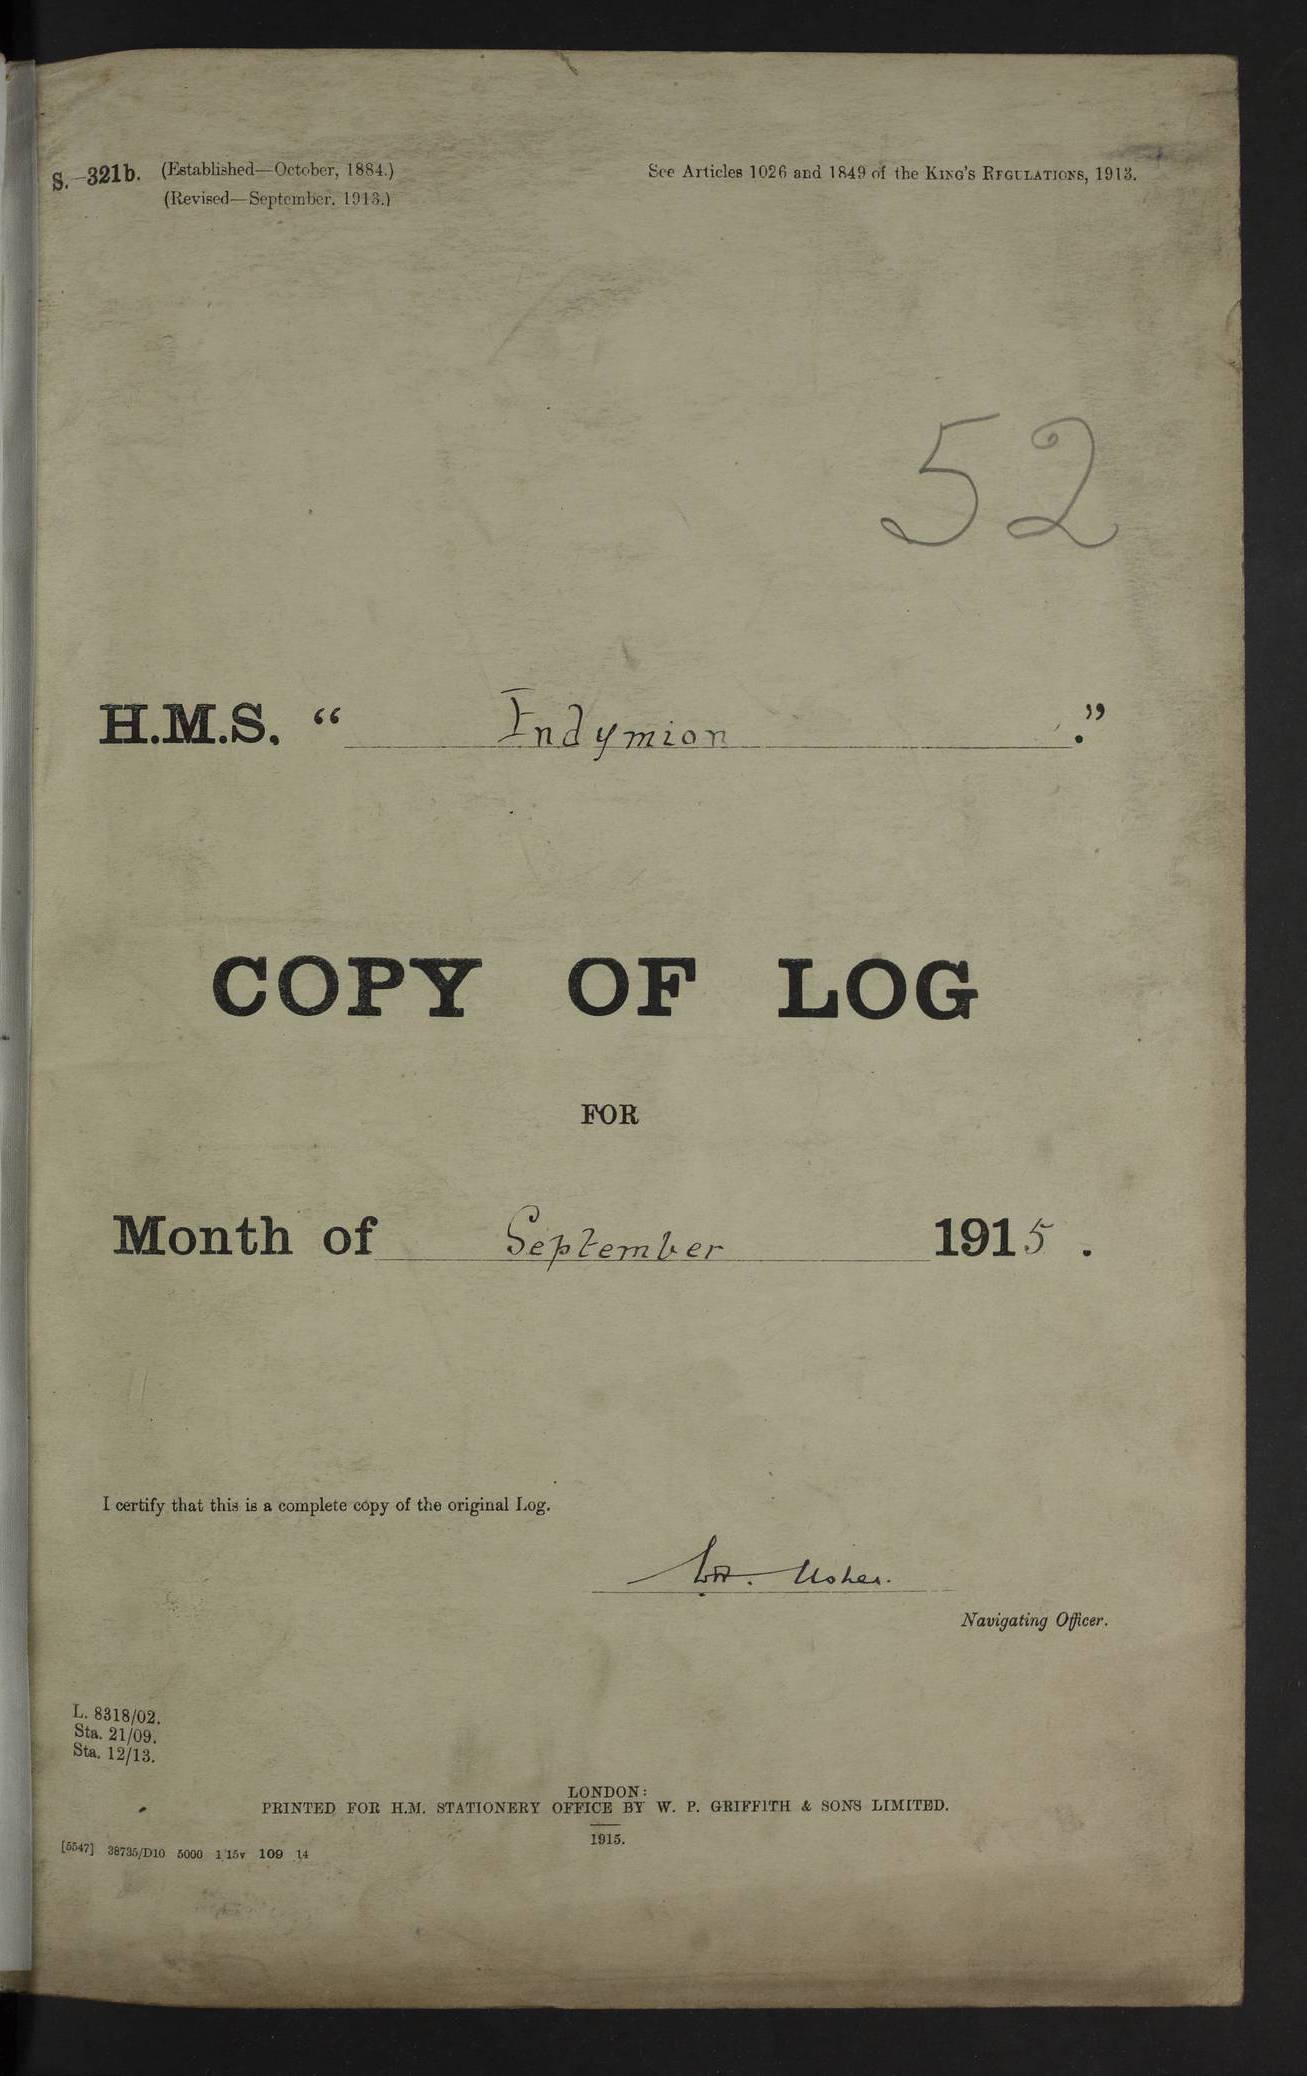 S.—321b. (Established—October, 1884.)
(Revised—September, 1913.)
See Articles 1026 and 1849 of the KING'S REGULATIONS, 1913.
52
H.M.S. “ Endymion .”
COPY OF LOG
FOR
Month of September 1915 .
I certify that this is a complete copy of the original Log.
Usher.
Navigating Officer.
L. 8318/02.
Sta. 21/09.
Sta. 12/13.
LONDON:
PRINTED FOR H.M. STATIONERY OFFICE BY W. P. GRIFFITH & SONS LIMITED.
1915.
[5547] 38735/D10 5000 1 15v 109 14